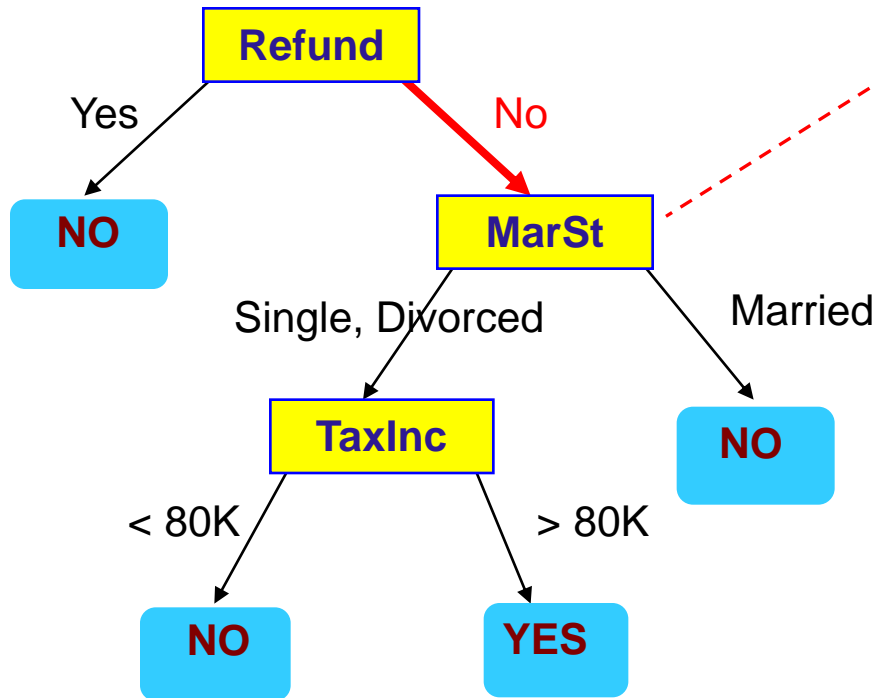 Refund
Yes
No
NO
MarSt
Single, Divorced
Married
TaxInc
NO
< 80K
> 80K
NO
YES